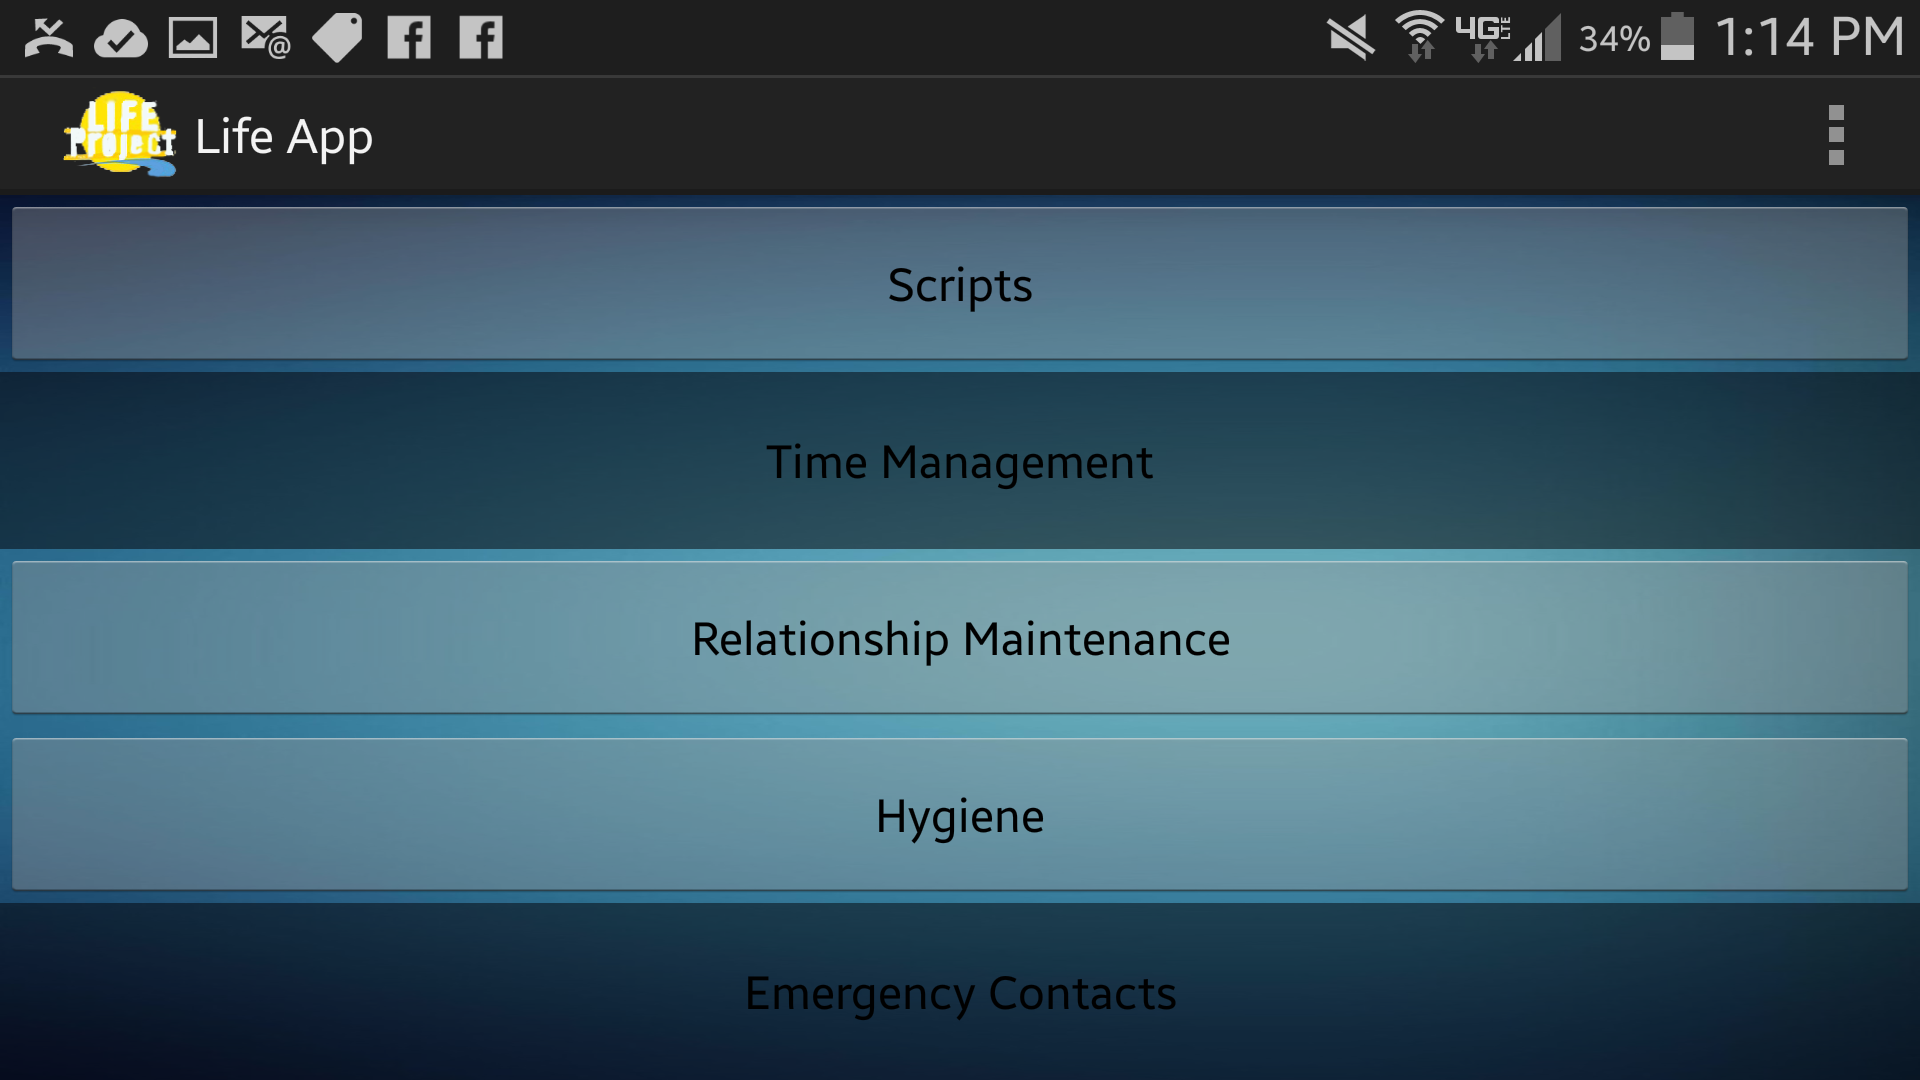 34% 1:14 PM
4G LTE
LIFE
Project
Life App
Scripts
Time Management
Relationship Maintenance
Hygiene
Emergency Contacts